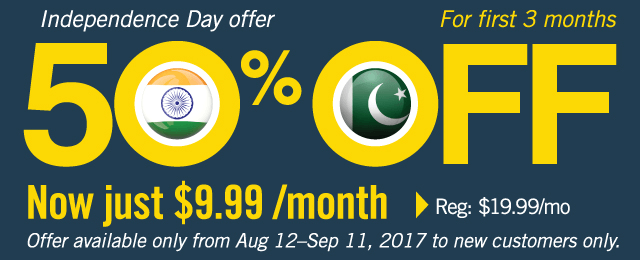 Independence Day offer
For first 3 months
50% OFF
Now just $9.99 /month
Reg: $19.99/mo
Offer available only from Aug 12–Sep 11, 2017 to new customers only.